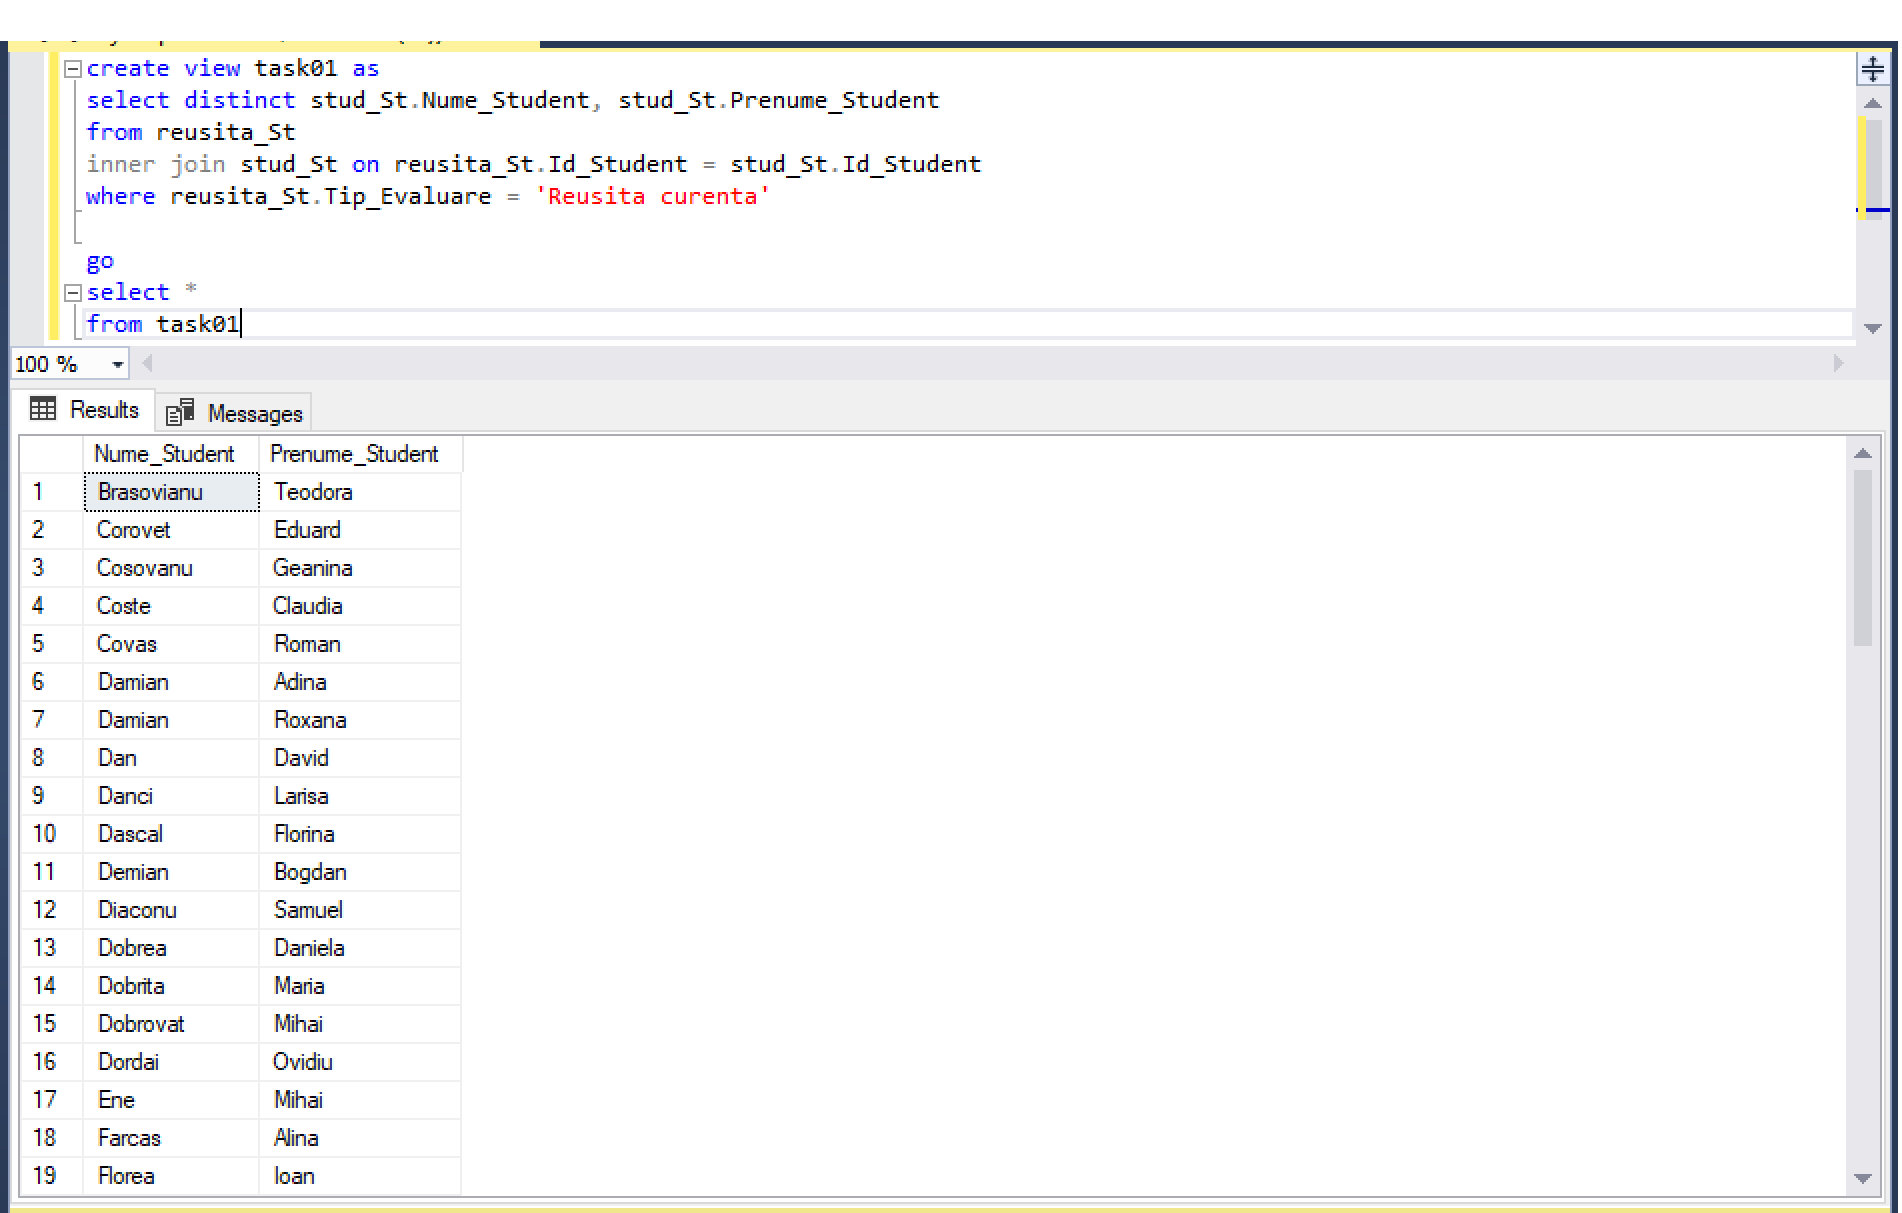 create view task01 as
select distinct stud_St.Nume_Student, stud_St.Prenume_Student
from reusita_St
inner join stud_St on reusita_St.Id_Student = stud_St.Id_Student
where reusita_St.Tip_Evaluare = 'Reusita curenta'
go
select *
from task01
100 %
Results Messages
Nume_Student Prenume_Student
1 Brasovianu Teodora
2 Corovet Eduard
3 Cosovanu Geanina
4 Coste Claudia
5 Covas Roman
6 Damian Adina
7 Damian Roxana
8 Dan David
9 Danci Larisa
10 Dascal Florina
11 Demian Bogdan
12 Diaconu Samuel
13 Dobrea Daniela
14 Dobrita Maria
15 Dobrovat Mihai
16 Dordai Ovidiu
17 Ene Mihai
18 Farcas Alina
19 Florea Ioan